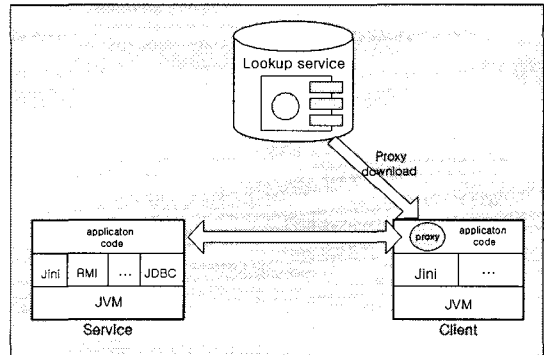 Lookup service
Proxy
download
applicaton
code
Jini RMI ... JDBC
JVM
Service
proxy
applicaton
code
Jini ...
JVM
Client